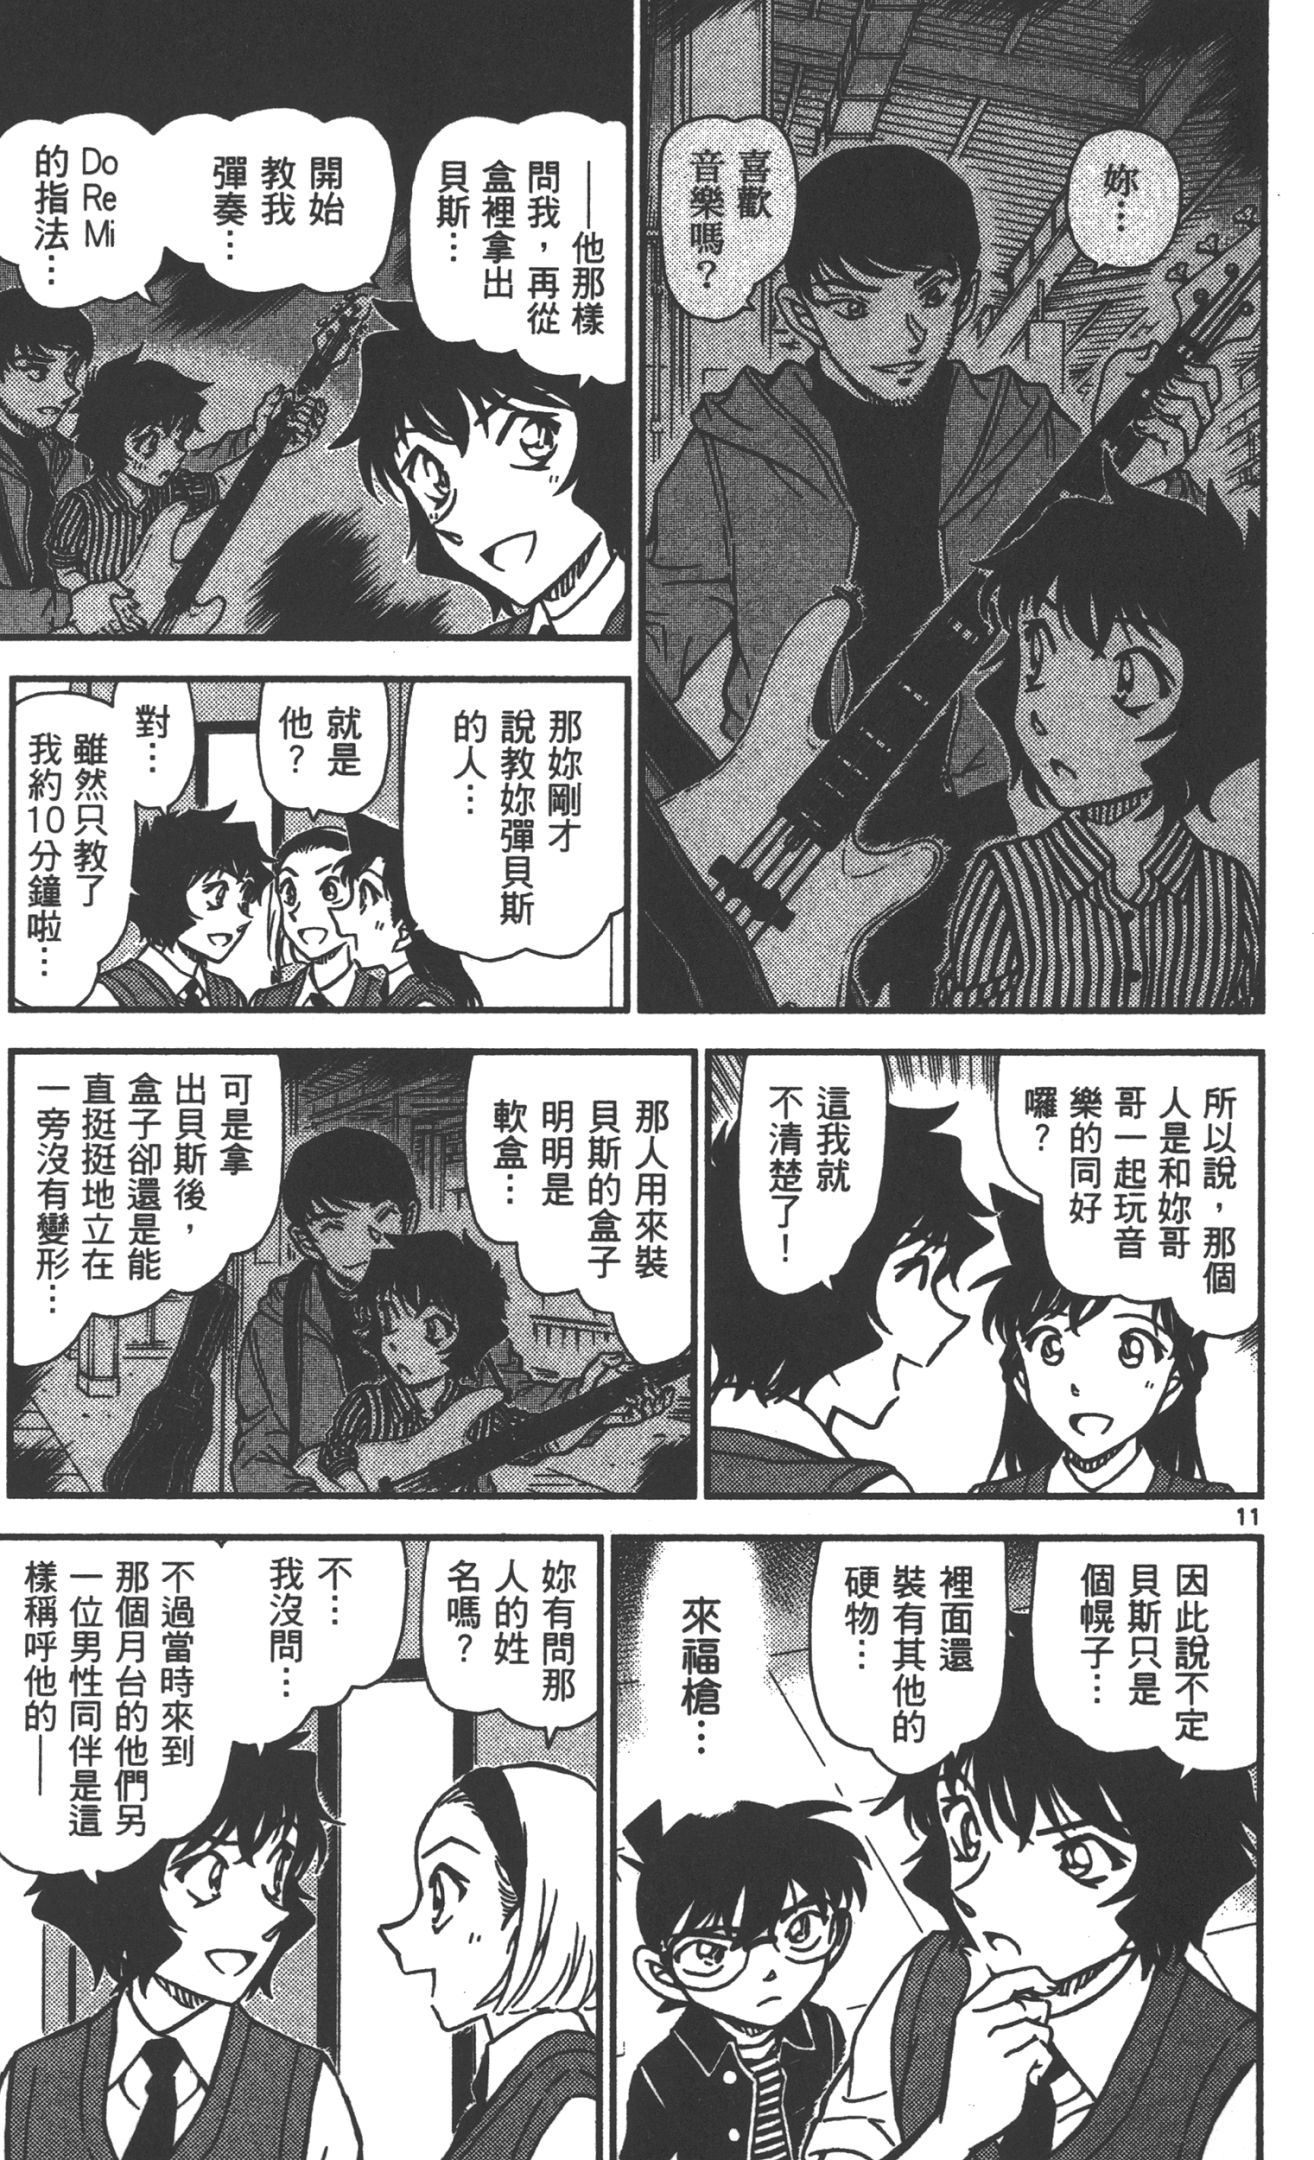 妳…
喜歡
音樂嗎？
——他那樣
問我，再從
盒裡拿出
貝斯…
開始
教我
彈奏…
Do Re Mi
的指法…
那妳剛才
說教妳彈貝斯
的人…
就是
他？
對…
雖然只教了
我約10分鐘啦…
所以說，那個
人是和妳哥
哥一起玩音
樂的同好
囉？
這我就
不清楚了！
那人用來裝
貝斯的盒子
明明是
軟盒…
可是拿
出貝斯後，
盒子卻還是能
直挺挺地立在
一旁沒有變形…
11
因此說不定
貝斯只是
個幌子…
裡面還
裝有其他的
硬物…
來福槍…
妳有問那
人的姓
名嗎？
不…
我沒問…
不過當時來到
那個月台的他們另
一位男性同伴是這
樣稱呼他的——